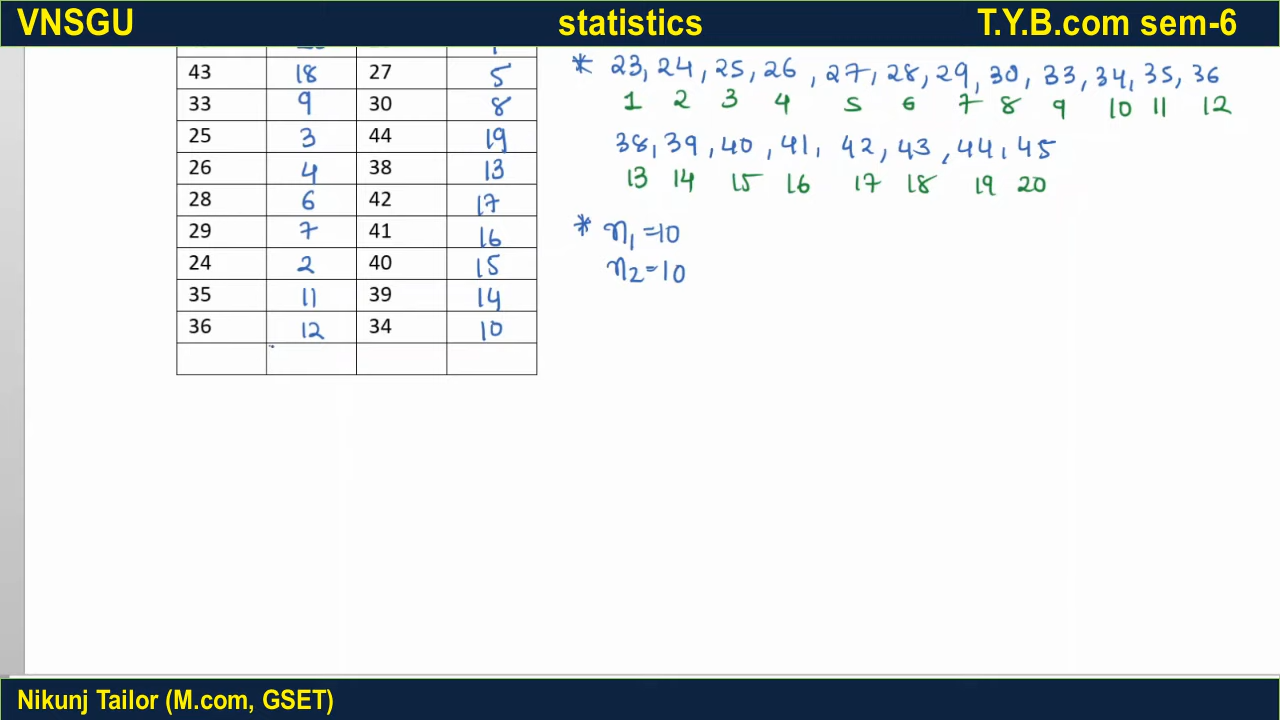 VNSGU statistics T.Y.B.com sem-6
43 18 27 5
33 9 30 8
25 3 44 19
26 4 38 13
28 6 42 17
29 7 41 16
24 2 40 15
35 11 39 14
36 12 34 10
* 23, 24, 25, 26, 27, 28, 29, 30, 33, 34, 35, 36
1 2 3 4 5 6 7 8 9 10 11 12
38, 39, 40, 41, 42, 43, 44, 45
13 14 15 16 17 18 19 20
* n₁ = 10
n₂ = 10
Nikunj Tailor (M.com, GSET)